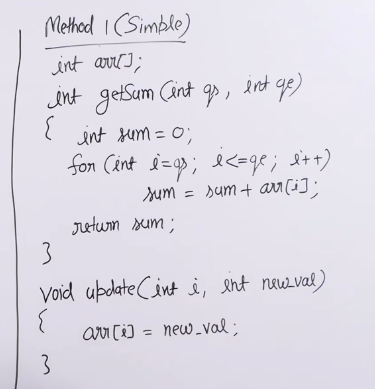 Method 1 (Simple)
int arr[];
int getSum (int qs, int qe)
{ int sum = 0;
for (int i=qs; i<=qe; i++)
sum = sum + arr[i];
return sum;
}
Void update(int i, int new_val)
{
arr[i] = new_val;
}